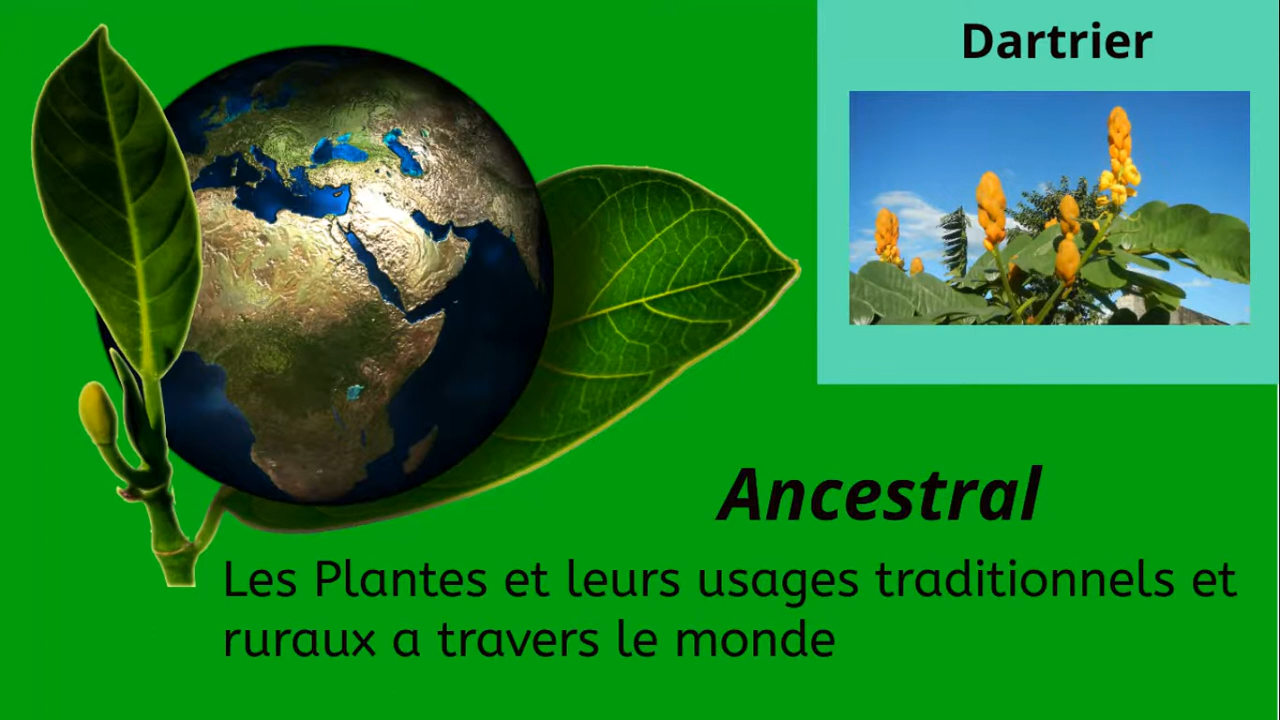 Dartrier
Ancestral
Les Plantes et leurs usages traditionnels et
ruraux a travers le monde